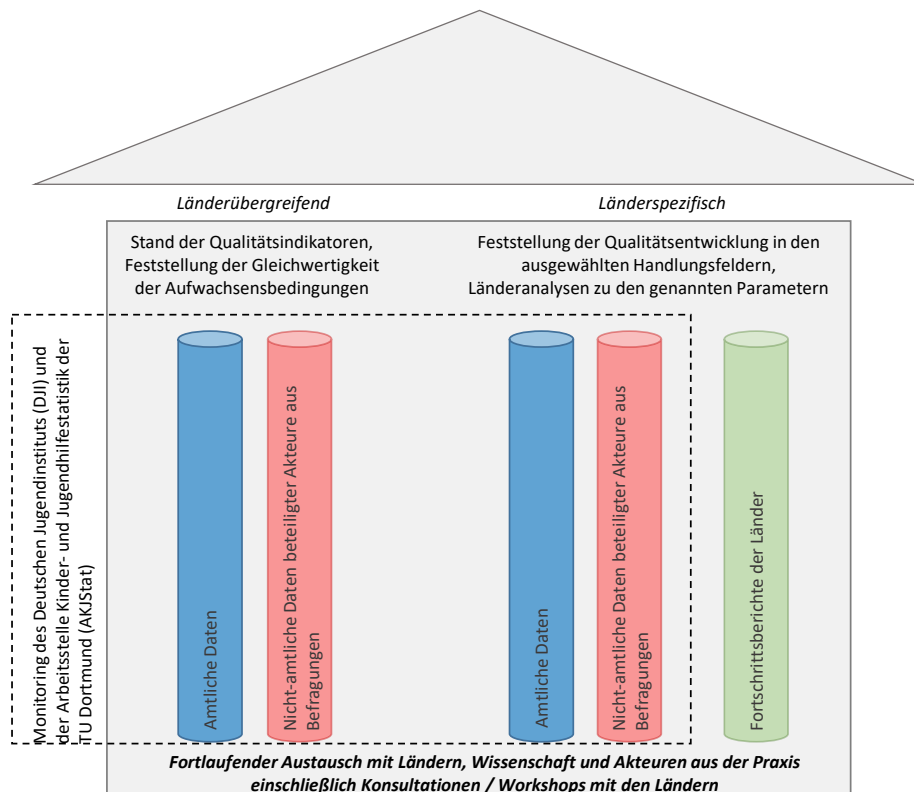 Länderübergreifend
Länderspezifisch
Stand der Qualitätsindikatoren,
Feststellung der Gleichwertigkeit
der Aufwachsensbedingungen
Feststellung der Qualitätsentwicklung in den
ausgewählten Handlungsfeldern,
Länderanalysen zu den genannten Parametern
Monitoring des Deutschen Jugendinstituts (DJI) und
der Arbeitsstelle Kinder- und Jugendhilfestatistik der
TU Dortmund (AKJStat)
Amtliche Daten
Nicht-amtliche Daten beteiligter Akteure aus
Befragungen
Amtliche Daten
Nicht-amtliche Daten beteiligter Akteure aus
Befragungen
Fortschrittsberichte der Länder
Fortlaufender Austausch mit Ländern, Wissenschaft und Akteuren aus der Praxis
einschließlich Konsultationen / Workshops mit den Ländern